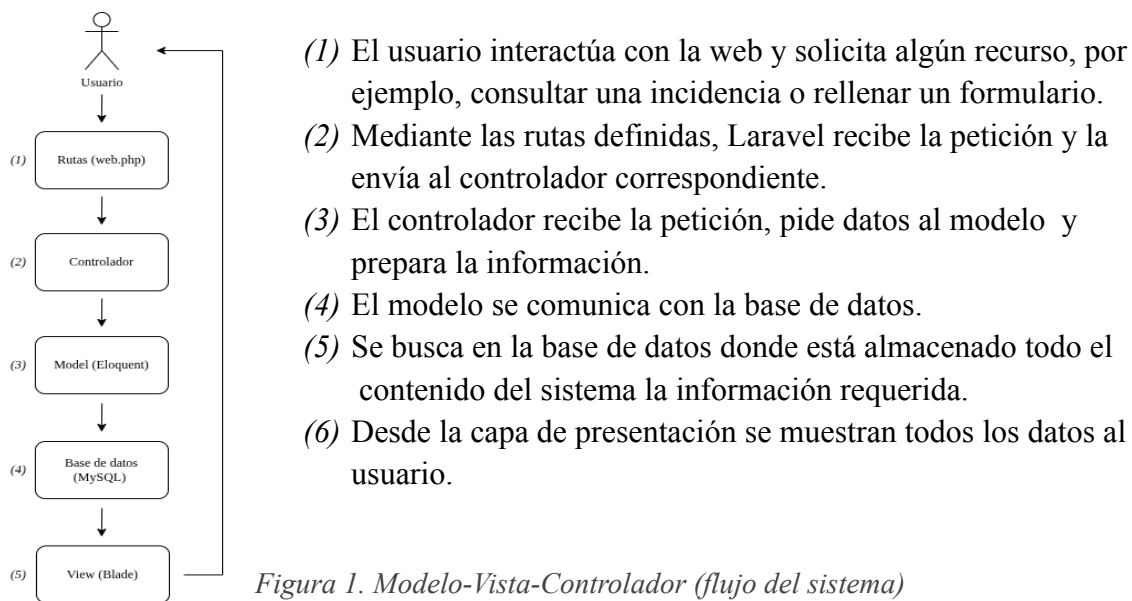 Usuario
(1) Rutas (web.php)
(2) Controlador
(3) Model (Eloquent)
(4) Base de datos
(MySQL)
(5) View (Blade)
(1) El usuario interactúa con la web y solicita algún recurso, por
ejemplo, consultar una incidencia o rellenar un formulario.
(2) Mediante las rutas definidas, Laravel recibe la petición y la
envía al controlador correspondiente.
(3) El controlador recibe la petición, pide datos al modelo y
prepara la información.
(4) El modelo se comunica con la base de datos.
(5) Se busca en la base de datos donde está almacenado todo el
contenido del sistema la información requerida.
(6) Desde la capa de presentación se muestran todos los datos al
usuario.
Figura 1. Modelo-Vista-Controlador (flujo del sistema)